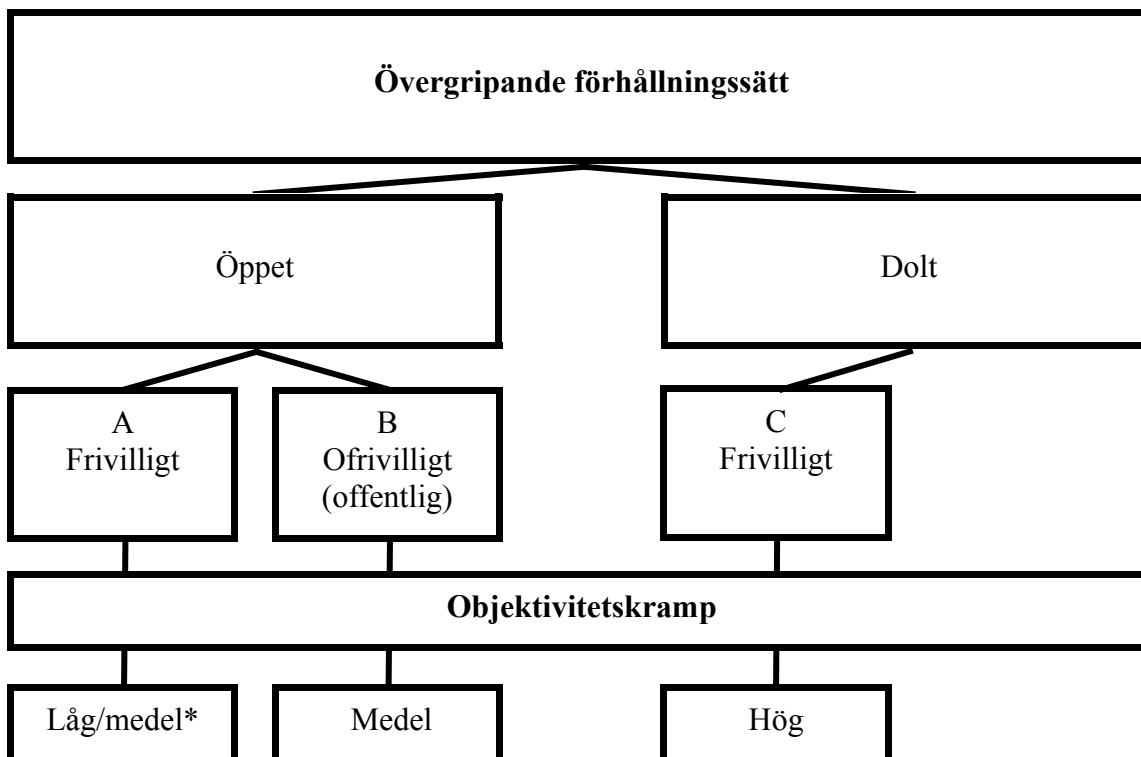 Övergripande förhållningssätt
Öppet
Dolt
A
Frivilligt
B
Ofrivilligt
(offentlig)
C
Frivilligt
Objektivitetskramp
Låg/medel*
Medel
Hög